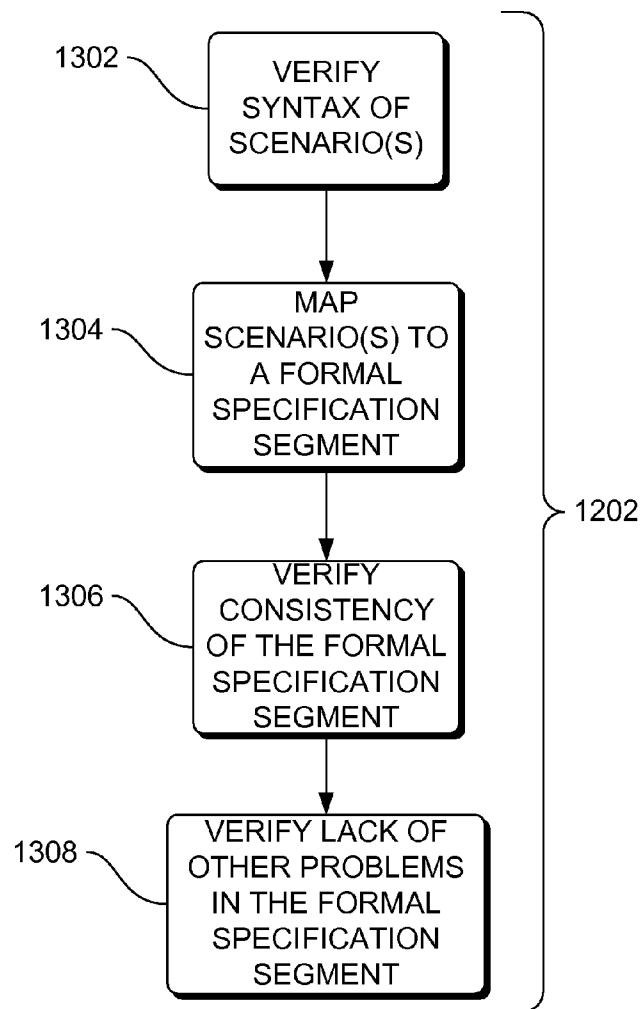 1302
VERIFY
SYNTAX OF
SCENARIO(S)
1304
MAP
SCENARIO(S) TO
A FORMAL
SPECIFICATION
SEGMENT
1202
1306
VERIFY
CONSISTENCY
OF THE FORMAL
SPECIFICATION
SEGMENT
1308
VERIFY LACK OF
OTHER PROBLEMS
IN THE FORMAL
SPECIFICATION
SEGMENT